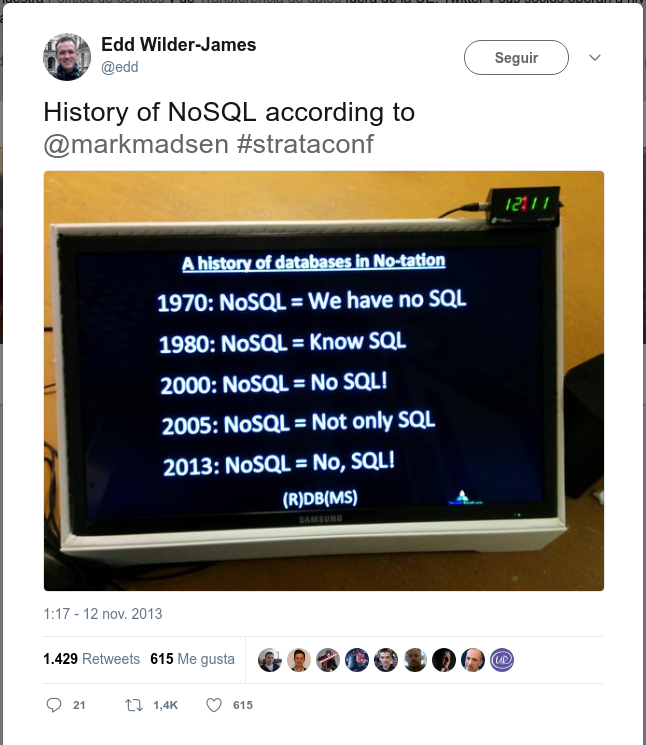 Edd Wilder-James
@edd
Seguir
History of NoSQL according to
@markmadsen #strataconf
12:11
A history of databases in No-tation
1970: NoSQL = We have no SQL
1980: NoSQL = Know SQL
2000: NoSQL = No SQL!
2005: NoSQL = Not only SQL
2013: NoSQL = No, SQL!
(R)DB(MS)
SAMSUNG
1:17 - 12 nov. 2013
1.429 Retweets 615 Me gusta
21 1,4K 615